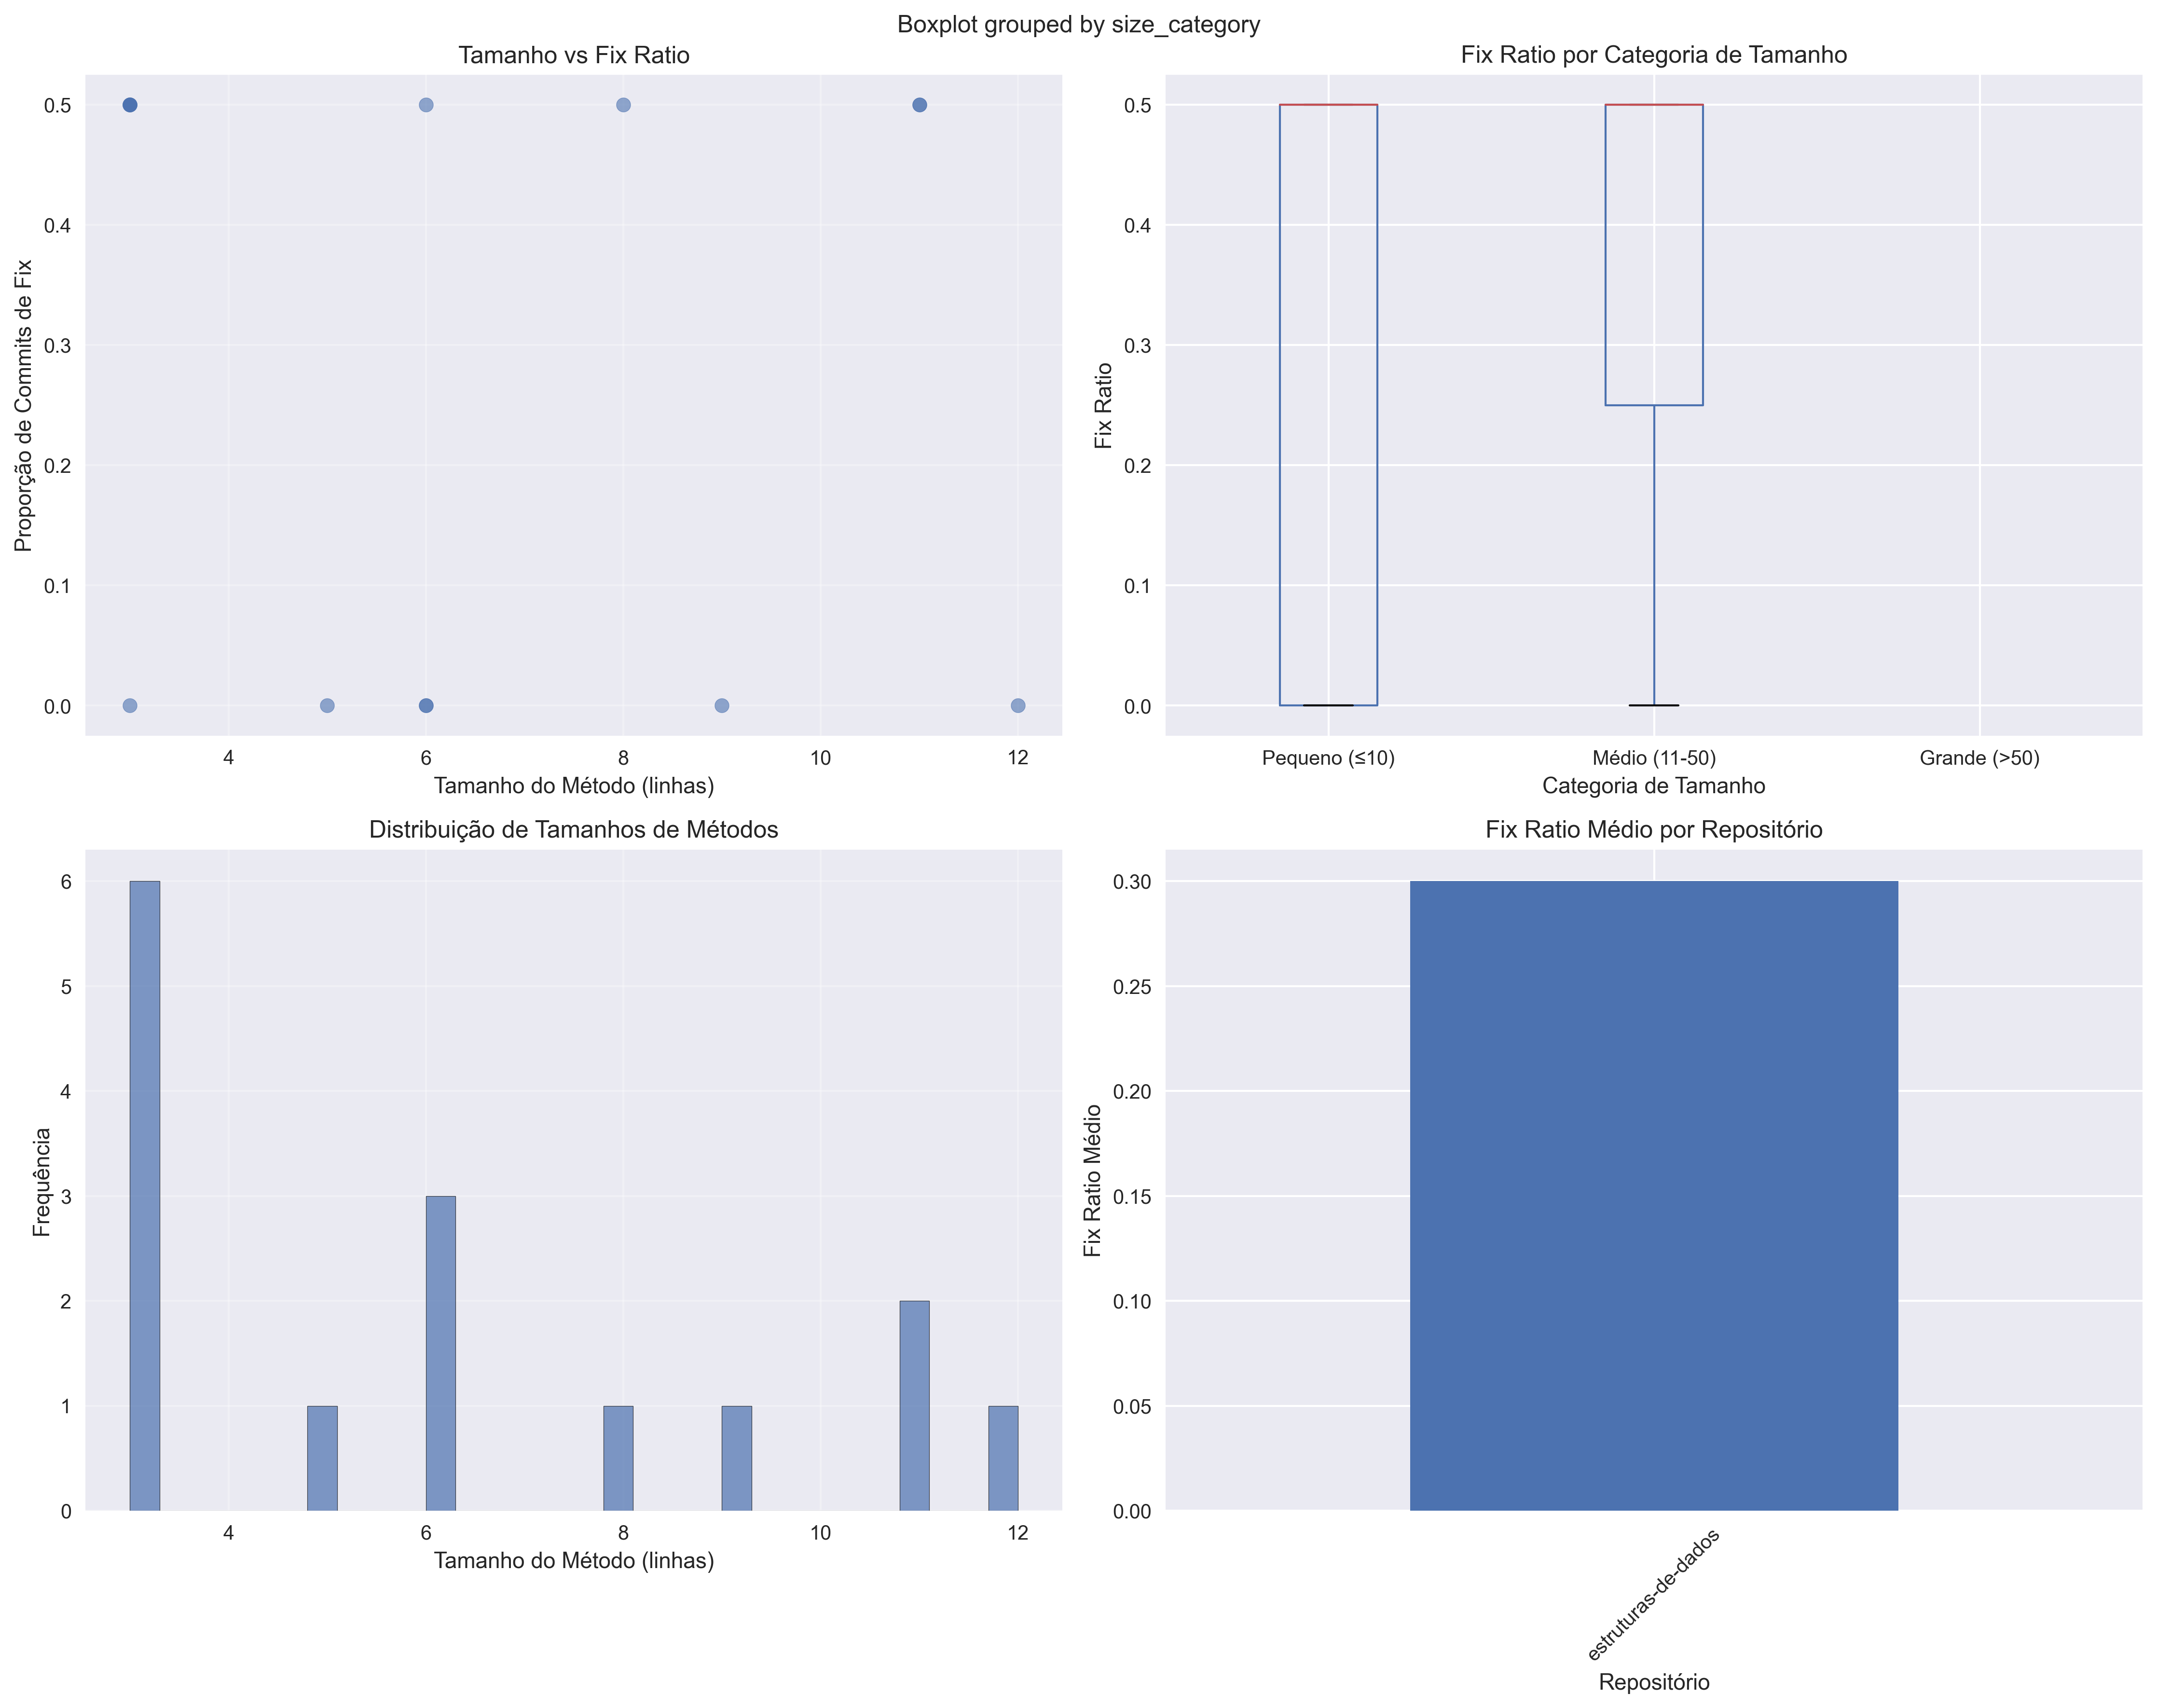 Boxplot grouped by size_category
Tamanho vs Fix Ratio
0.5
0.4
0.3
0.2
0.1
0.0
Proporção de Commits de Fix
4 6 8 10 12
Tamanho do Método (linhas)
Fix Ratio por Categoria de Tamanho
0.5
0.4
0.3
0.2
0.1
0.0
Fix Ratio
Pequeno (≤10) Médio (11-50) Grande (>50)
Categoria de Tamanho
Distribuição de Tamanhos de Métodos
6
5
4
3
2
1
0
Frequência
4 6 8 10 12
Tamanho do Método (linhas)
Fix Ratio Médio por Repositório
0.30
0.25
0.20
0.15
0.10
0.05
0.00
Fix Ratio Médio
estruturas-de-dados
Repositório